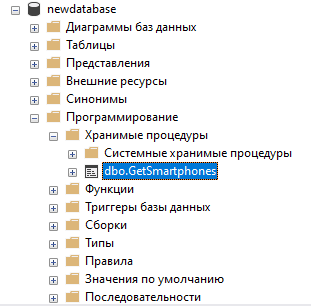 newdatabase
Диаграммы баз данных
Таблицы
Представления
Внешние ресурсы
Синонимы
Программирование
Хранимые процедуры
Системные хранимые процедуры
dbo.GetSmartphones
Функции
Триггеры базы данных
Сборки
Типы
Правила
Значения по умолчанию
Последовательности